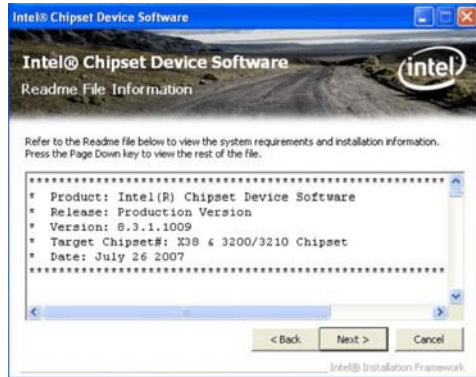 Intel® Chipset Device Software
Intel® Chipset Device Software
Readme File Information
intel
Refer to the Readme file below to view the system requirements and installation information.
Press the Page Down key to view the rest of the file.
******************************************************
* Product: Intel(R) Chipset Device Software
* Release: Production Version
* Version: 8.3.1.1009
* Target Chipset#: X38 & 3200/3210 Chipset
* Date: July 26 2007
******************************************************
< Back
Next >
Cancel
Intel® Installation Framework